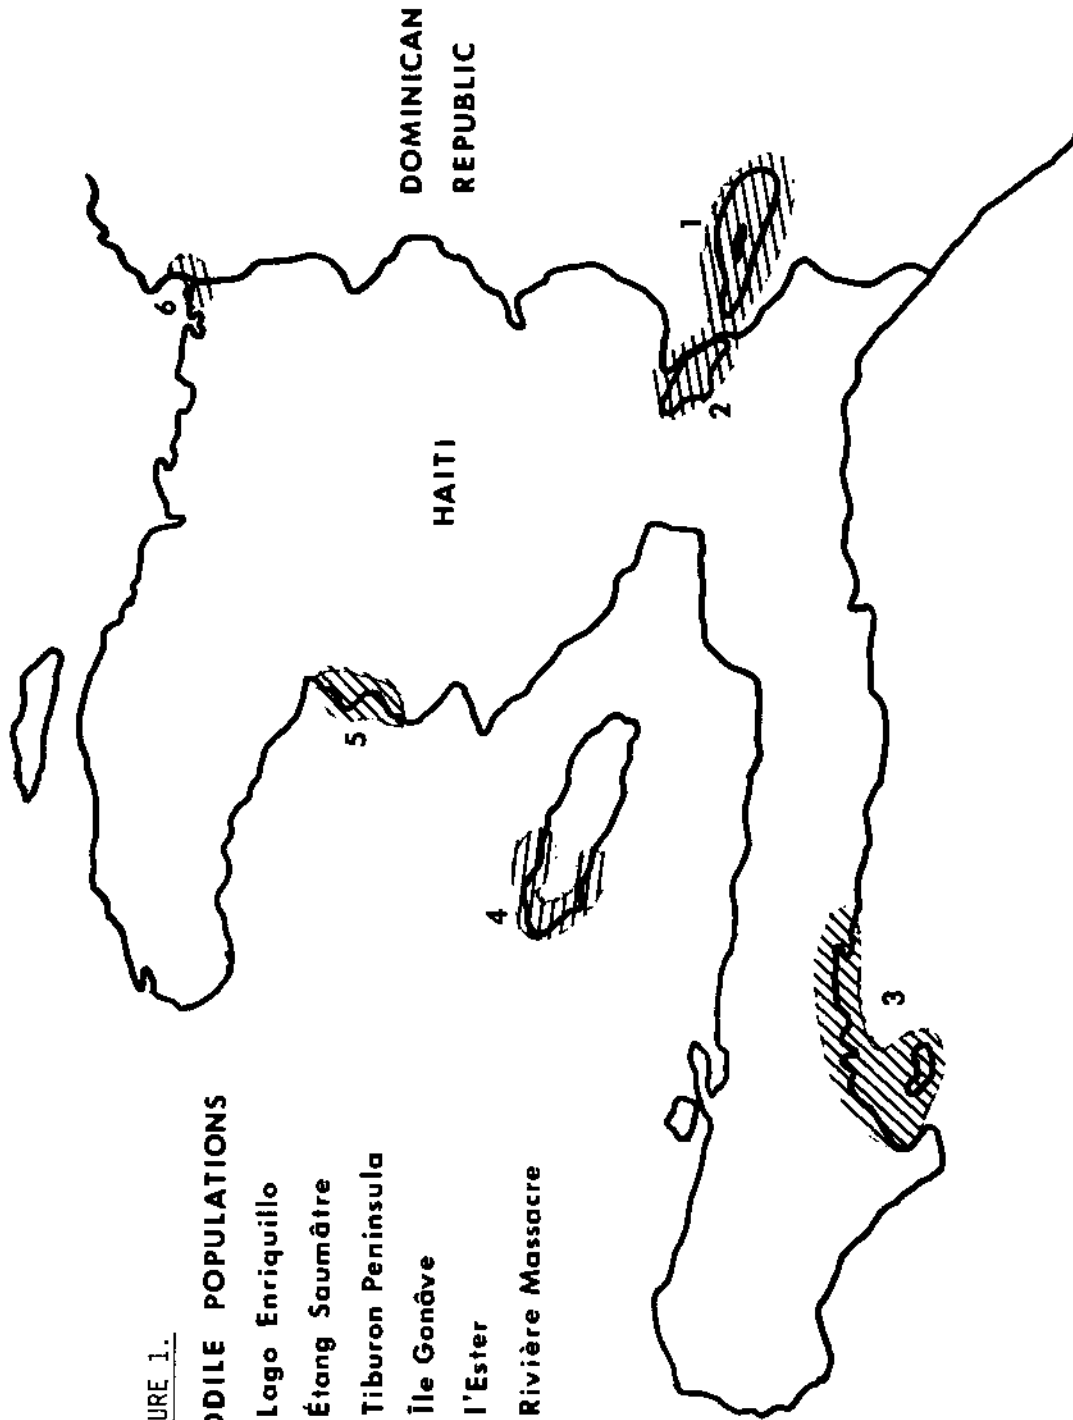 URE 1.
ODILE POPULATIONS
Lago Enriquillo
Étang Saumâtre
Tiburon Peninsula
Île Gonâve
l'Ester
Rivière Massacre
HAITI
DOMINICAN
REPUBLIC
1
2
3
4
5
6